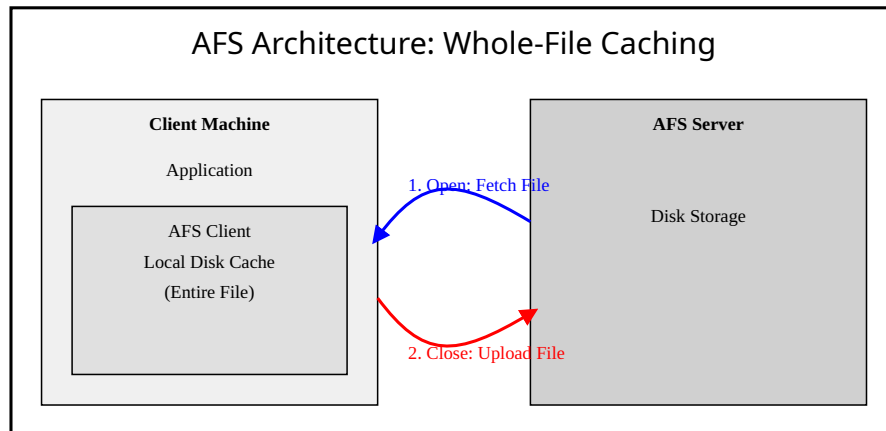 AFS Architecture: Whole-File Caching
Client Machine
Application
AFS Client
Local Disk Cache
(Entire File)
1. Open: Fetch File
2. Close: Upload File
AFS Server
Disk Storage